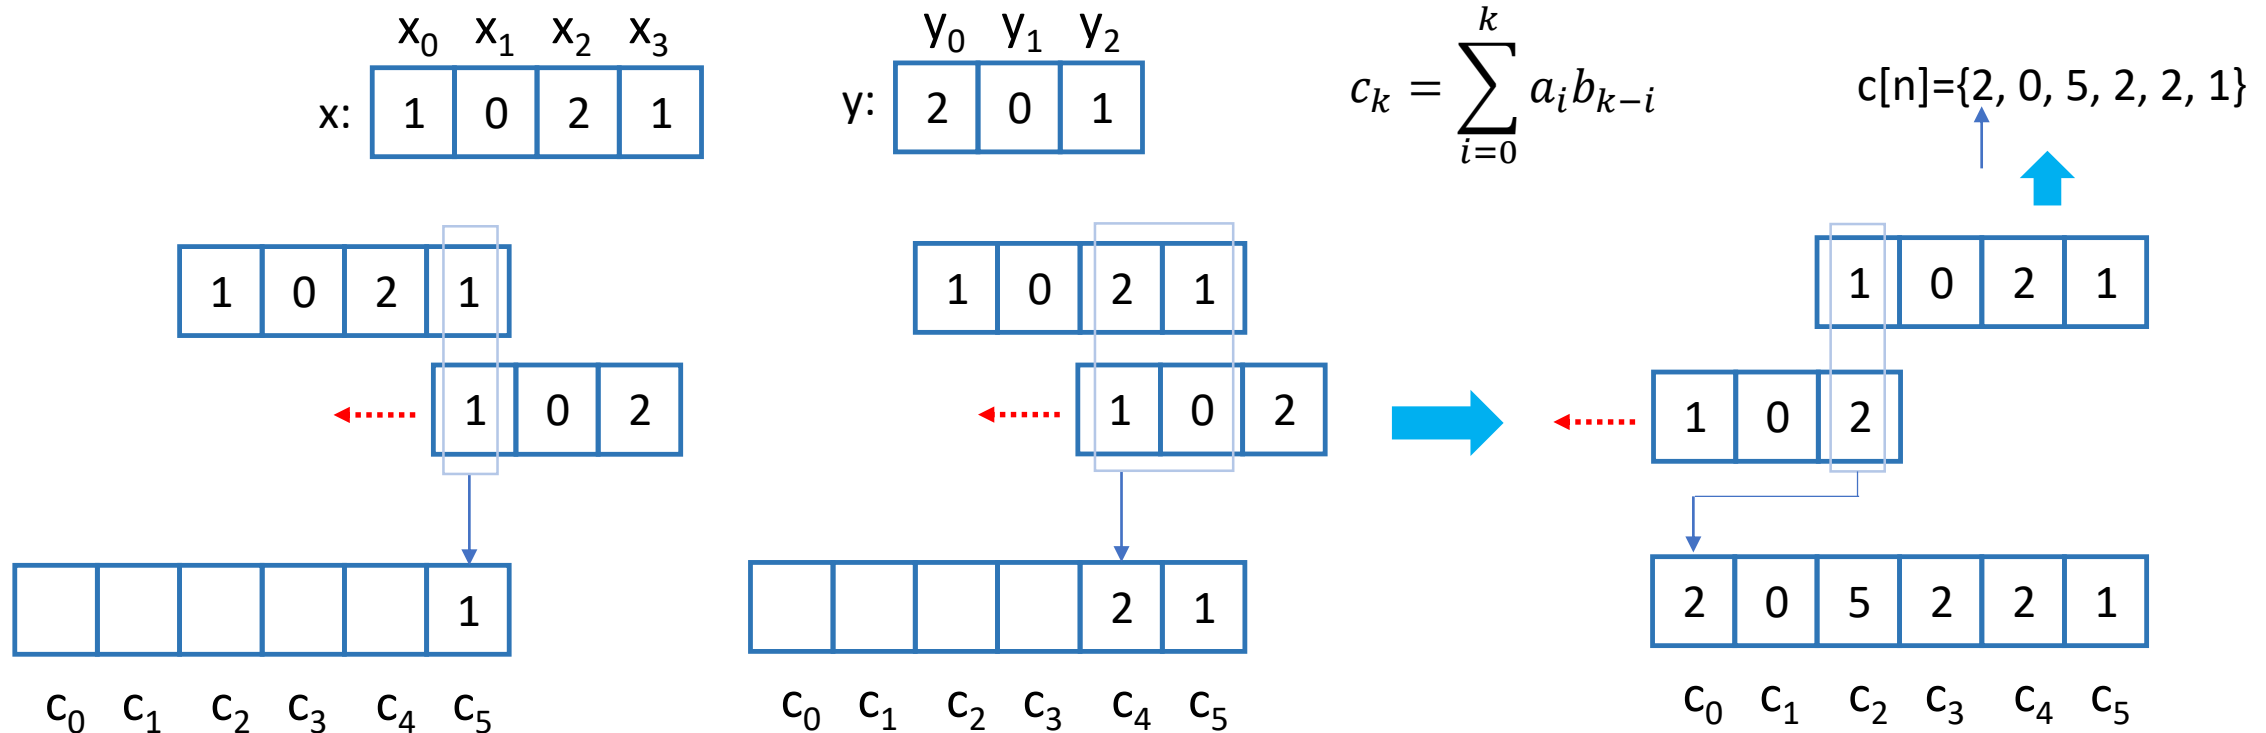 x₀ x₁ x₂ x₃
x: 1 0 2 1
y₀ y₁ y₂
y: 2 0 1
c_k = \sum_{i=0}^{k} a_i b_{k-i}
c[n]={2, 0, 5, 2, 2, 1}
1 0 2 1
1 0 2
1
c₀ c₁ c₂ c₃ c₄ c₅
1 0 2 1
1 0 2
2 1
c₀ c₁ c₂ c₃ c₄ c₅
1 0 2 1
1 0 2
2 0 5 2 2 1
c₀ c₁ c₂ c₃ c₄ c₅